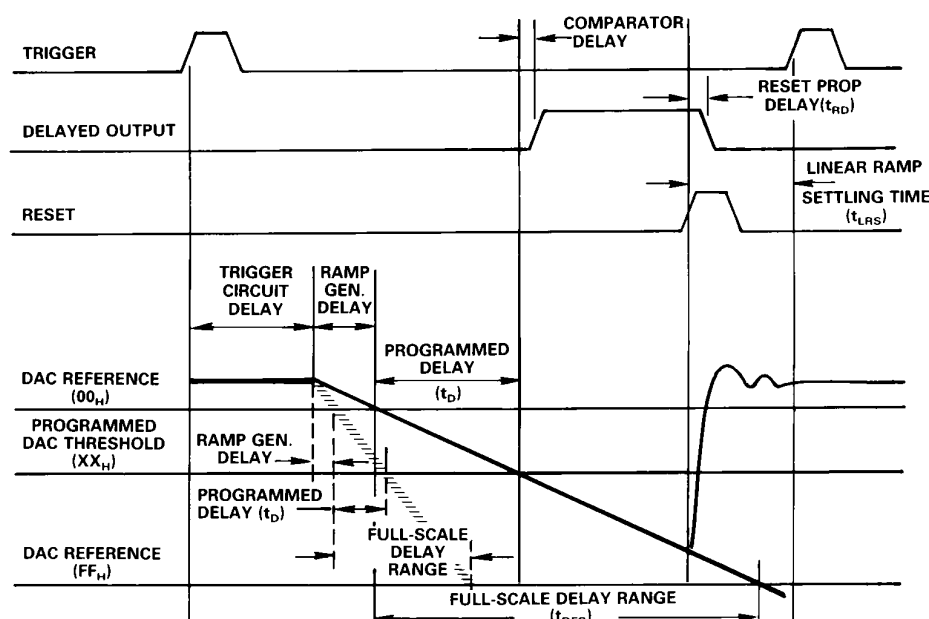 COMPARATOR
DELAY
TRIGGER
RESET PROP
DELAY(tRD)
DELAYED OUTPUT
LINEAR RAMP
SETTLING TIME
(tLRS)
RESET
TRIGGER
CIRCUIT
DELAY
RAMP
GEN.
DELAY
PROGRAMMED
DELAY
(tD)
DAC REFERENCE
(00H)
PROGRAMMED
DAC THRESHOLD
(XXH)
RAMP GEN.
DELAY
PROGRAMMED
DELAY (tD)
FULL-SCALE
DELAY
RANGE
DAC REFERENCE
(FFH)
FULL-SCALE DELAY RANGE